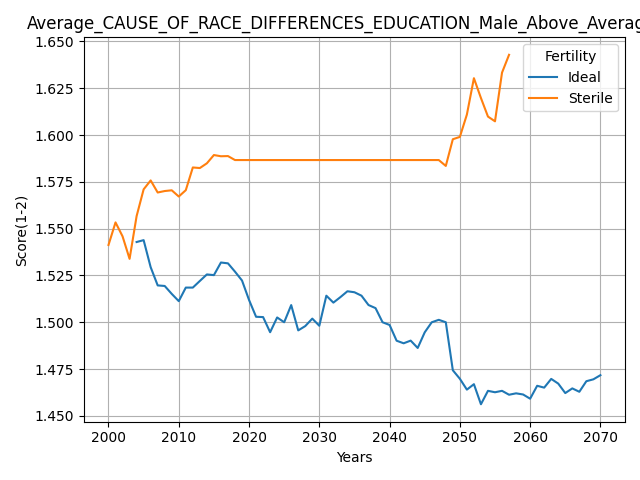 Average_CAUSE_OF_RACE_DIFFERENCES_EDUCATION_Male_Above_Averag
Fertility
Ideal
Sterile
Score(1-2)
1.650
1.625
1.600
1.575
1.550
1.525
1.500
1.475
1.450
2000 2010 2020 2030 2040 2050 2060 2070
Years